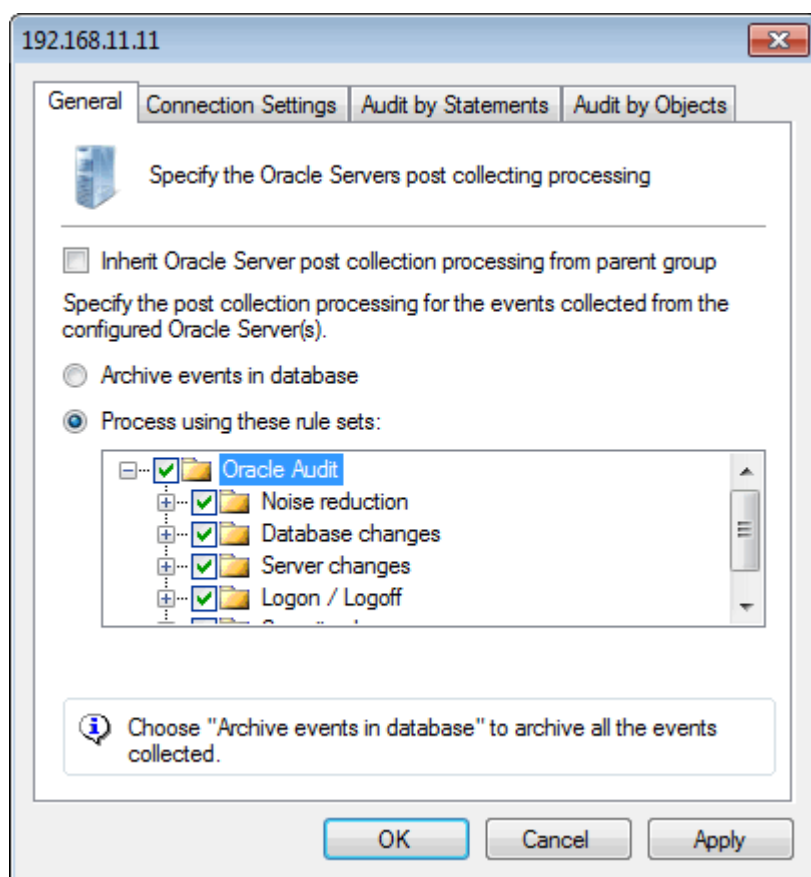 192.168.11.11
General
Connection Settings
Audit by Statements
Audit by Objects
Specify the Oracle Servers post collecting processing
Inherit Oracle Server post collection processing from parent group
Specify the post collection processing for the events collected from the
configured Oracle Server(s).
Archive events in database
Process using these rule sets:
Oracle Audit
Noise reduction
Database changes
Server changes
Logon / Logoff
Choose "Archive events in database" to archive all the events
collected.
OK
Cancel
Apply